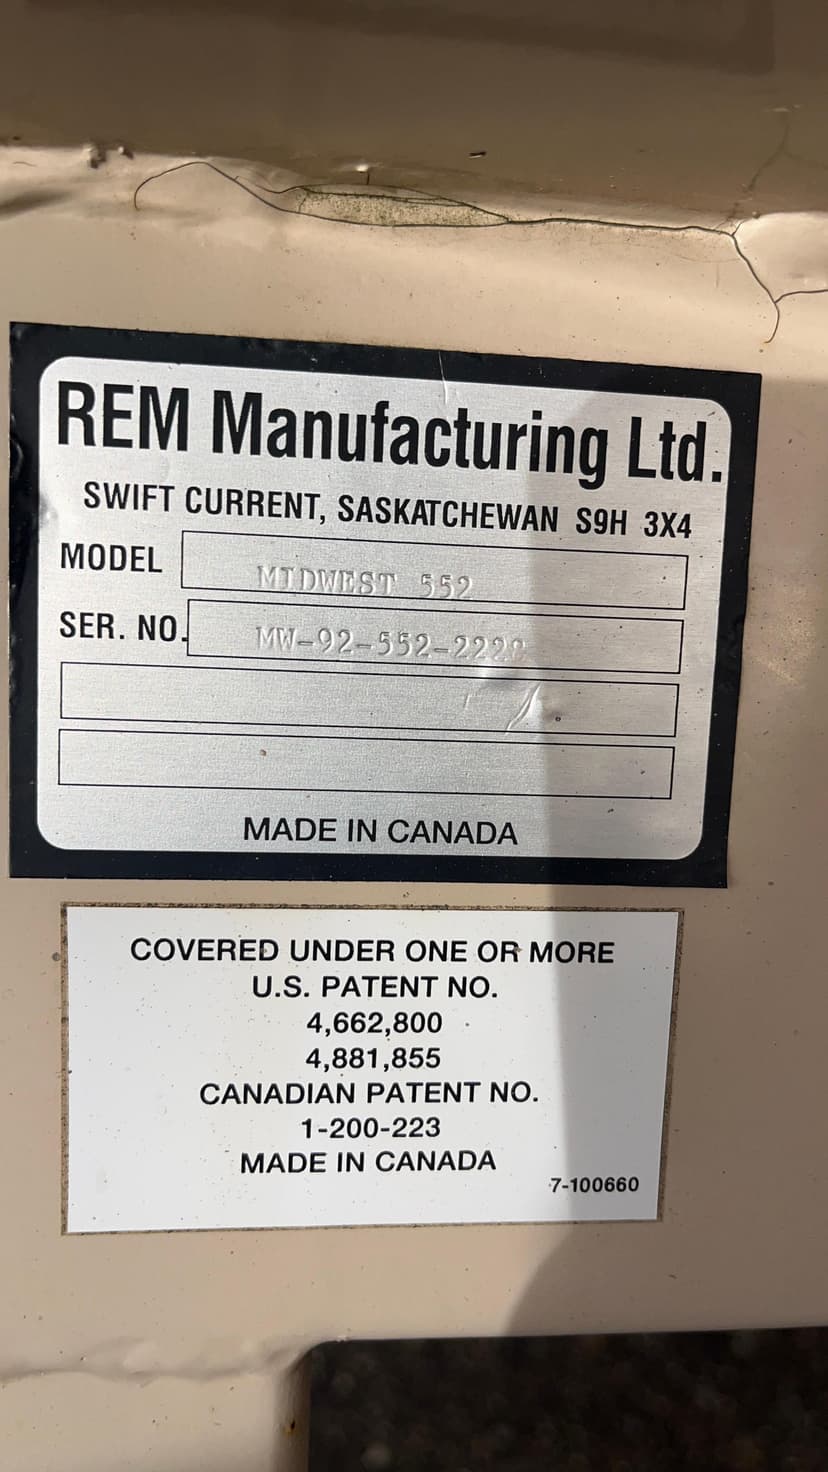 REM Manufacturing Ltd.
SWIFT CURRENT, SASKATCHEWAN S9H 3X4
MODEL MIDWEST 552
SER. NO.
MADE IN CANADA
COVERED UNDER ONE OR MORE
U.S. PATENT NO.
4,662,800
4,881,855
CANADIAN PATENT NO.
1-200-223
MADE IN CANADA
7-100660